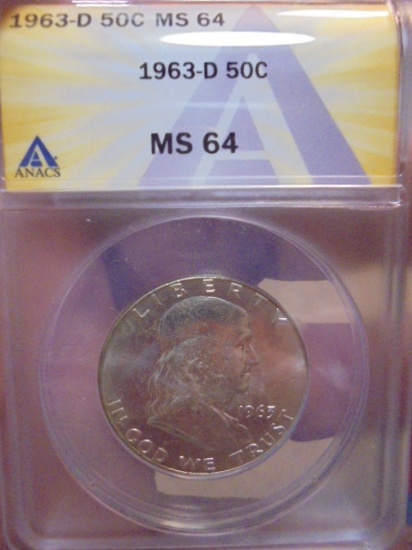 1963-D 50C MS 64
1963-D 50C
MS 64
ANACS
LIBERTY
1963
IN GOD WE TRUST